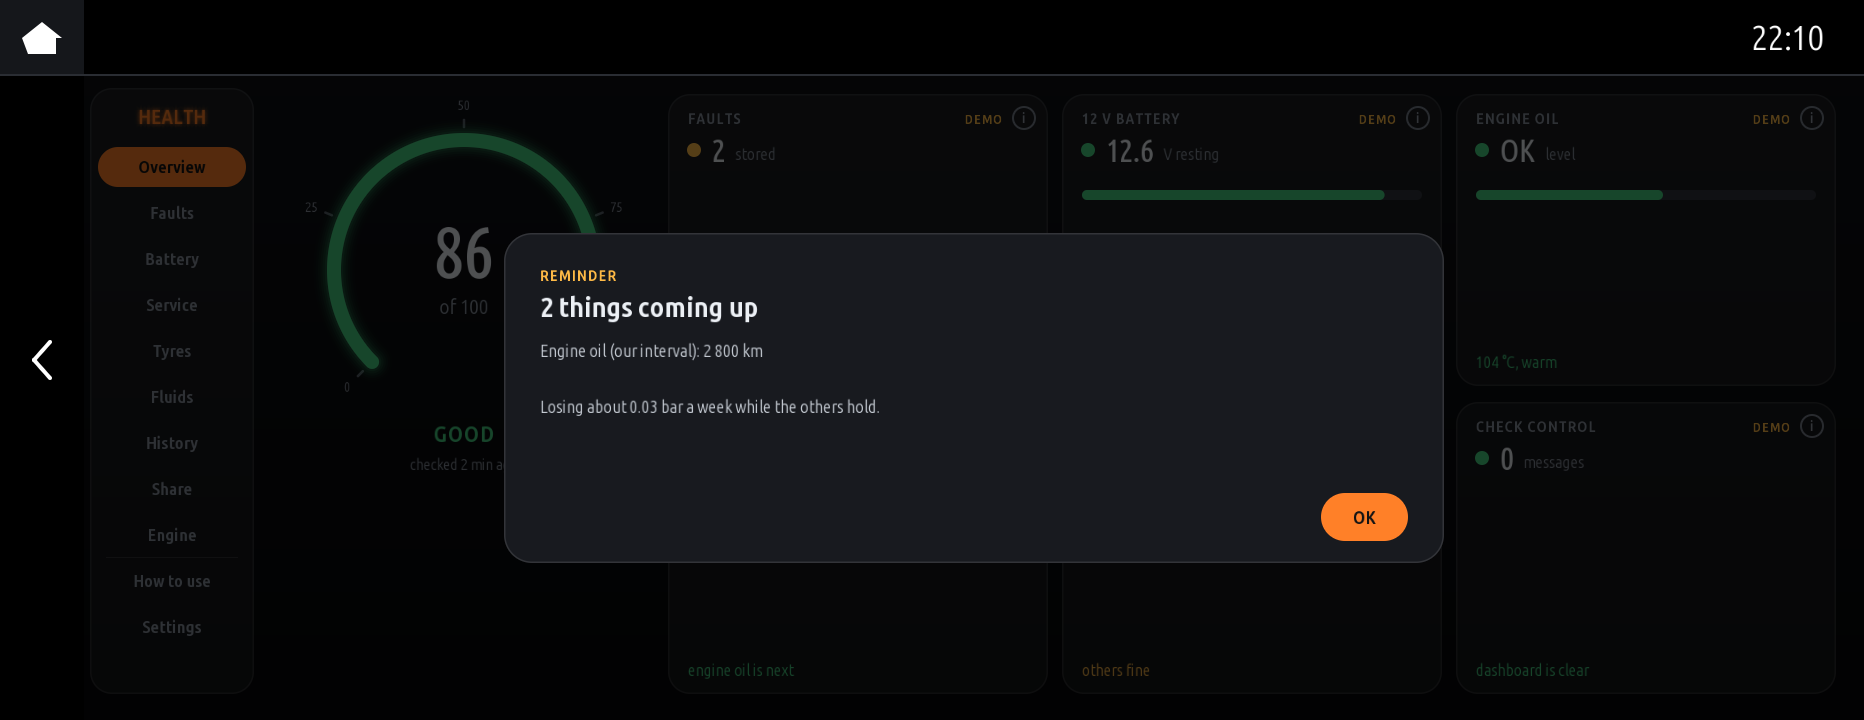 22:10
HEALTH
Overview
Faults
Battery
Service
Tyres
Fluids
History
Share
Engine
How to use
Settings
50
25
75
0
86
of 100
GOOD
checked 2 min
FAULTS DEMO i
2 stored
engine oil is next
12 V BATTERY DEMO i
12.6 V resting
others fine
ENGINE OIL DEMO i
OK level
104 °C, warm
CHECK CONTROL DEMO i
0 messages
dashboard is clear
REMINDER
2 things coming up
Engine oil (our interval): 2 800 km
Losing about 0.03 bar a week while the others hold.
OK